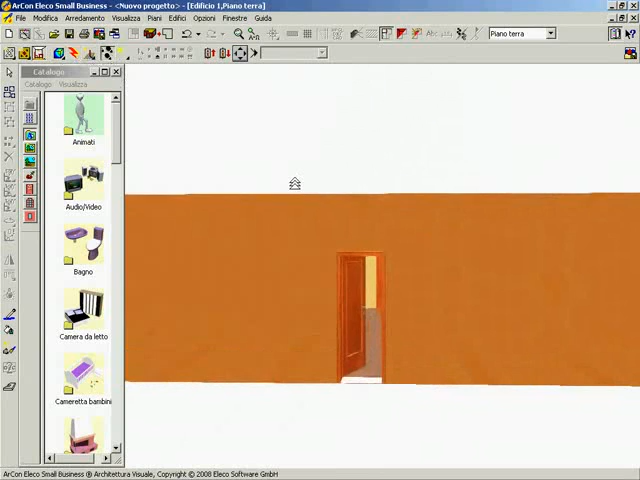 ArCon Eleco Small Business - <Nuovo progetto> - [Edificio 1,Piano terra]
File Modifica Arredamento Visualizza Piani Edifici Opzioni Finestre Guida
Piano terra
Catalogo
Catalogo Visualizza
Animati
Audio/Video
Bagno
Camera da letto
Cameretta bambini
ArCon Eleco Small Business ® Architettura Visuale, Copyright © 2008 Eleco Software GmbH